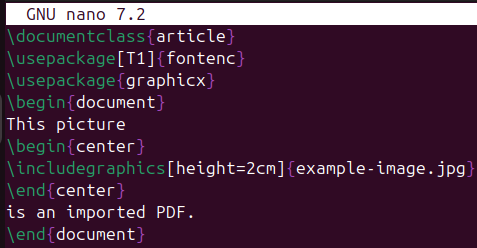 GNU nano 7.2
\documentclass{article}
\usepackage[T1]{fontenc}
\usepackage{graphicx}
\begin{document}
This picture
\begin{center}
\includegraphics[height=2cm]{example-image.jpg}
\end{center}
is an imported PDF.
\end{document}